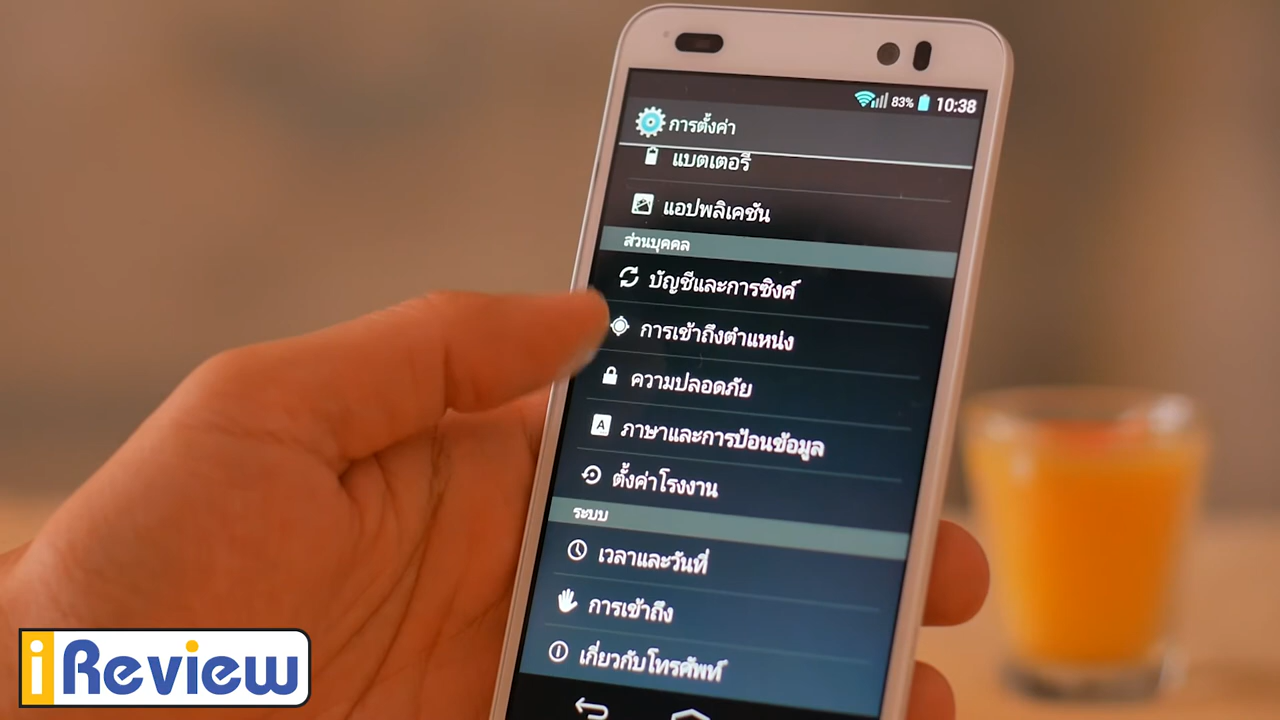 83% 10:38
การตั้งค่า
แบตเตอรี่
แอปพลิเคชัน
ส่วนบุคคล
บัญชีและการซิงค์
การเข้าถึงตำแหน่ง
ความปลอดภัย
A ภาษาและการป้อนข้อมูล
ตั้งค่าโรงงาน
ระบบ
เวลาและวันที่
การเข้าถึง
เกี่ยวกับโทรศัพท์
iReview